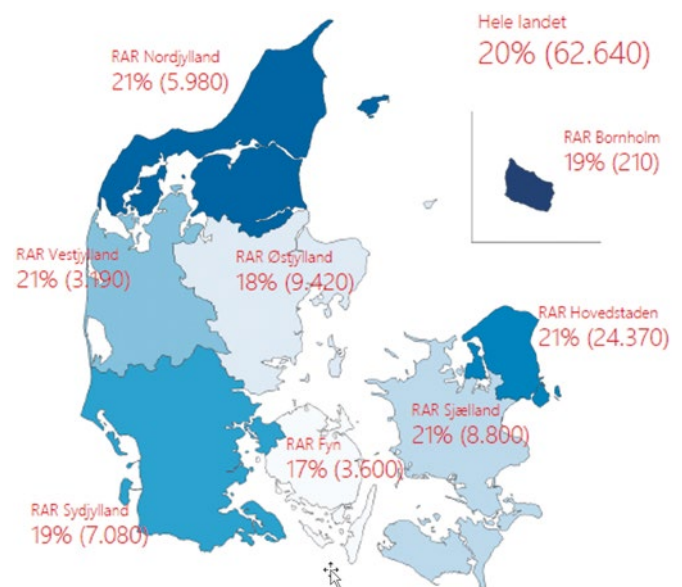 Hele landet
20% (62.640)
RAR Nordjylland
21% (5.980)
RAR Bornholm
19% (210)
RAR Vestjylland
21% (3.190)
RAR Østjylland
18% (9.420)
RAR Hovedstaden
21% (24.370)
RAR Sjælland
21% (8.800)
RAR Fyn
17% (3.600)
RAR Sydjylland
19% (7.080)